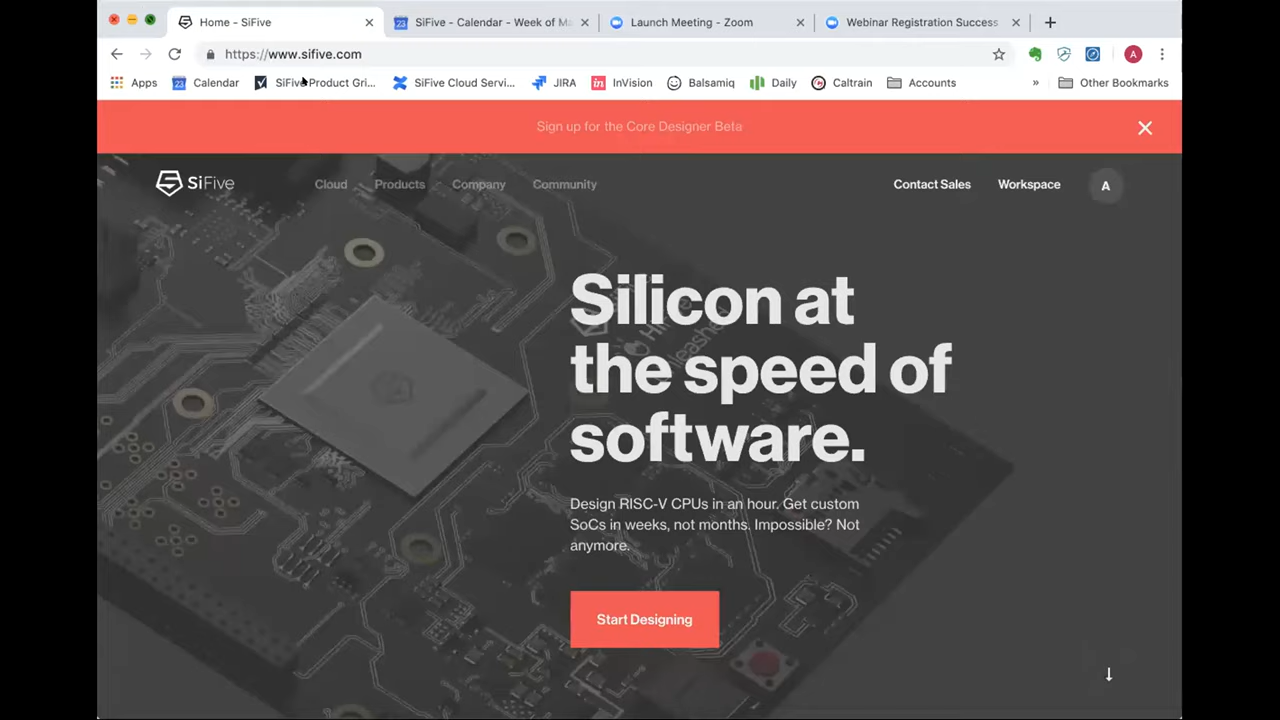 Home - SiFive
SiFive - Calendar - Week of Ma
Launch Meeting - Zoom
Webinar Registration Success
https://www.sifive.com
A
Apps
23 Calendar
SiFive Product Gri...
SiFive Cloud Servi...
JIRA
in InVision
Balsamiq
Daily
Caltrain
Accounts
»
Other Bookmarks
Sign up for the Core Designer Beta
SiFive
Cloud
Products
Company
Community
Contact Sales
Workspace
A
Silicon at
the speed of
software.
Design RISC-V CPUs in an hour. Get custom
SoCs in weeks, not months. Impossible? Not
anymore.
Start Designing